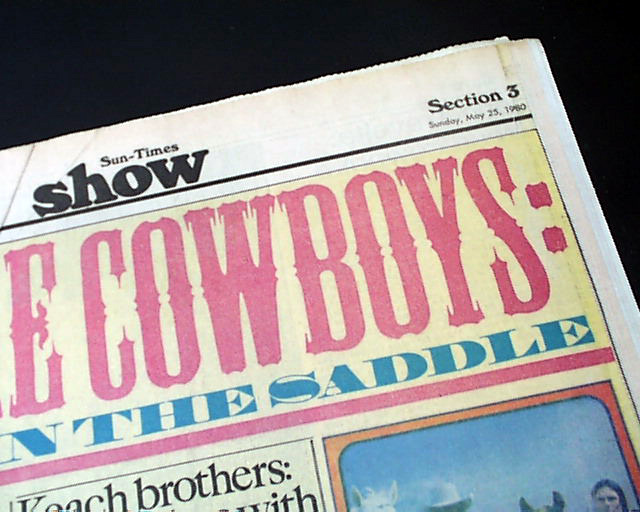 Section 3
Sunday, May 25, 1980
Sun-Times
show
E COWBOYS:
N THE SADDLE
Keach brothers:
with